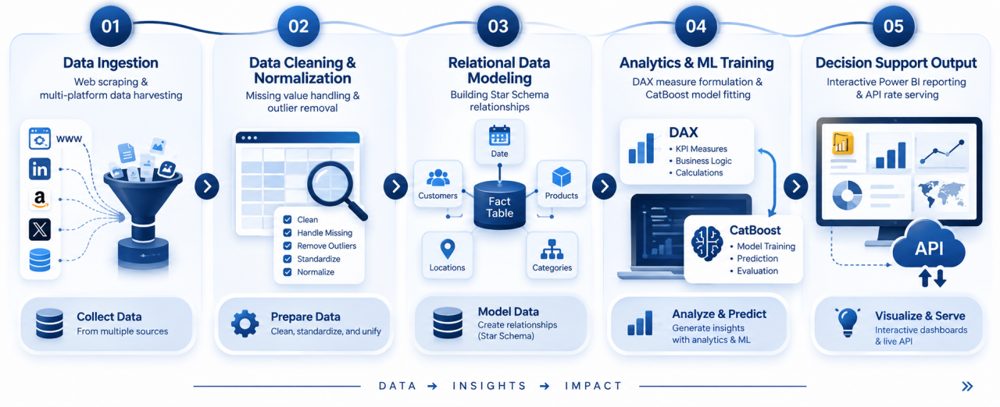 01
Data Ingestion
Web scraping &
multi-platform data harvesting
www
in
a
X
Collect Data
From multiple sources
02
Data Cleaning &
Normalization
Missing value handling &
outlier removal
Clean
Handle Missing
Remove Outliers
Standardize
Normalize
Prepare Data
Clean, standardize, and unify
03
Relational Data
Modeling
Building Star Schema
relationships
Date
Customers
Products
Fact
Table
Locations
Categories
Model Data
Create relationships
(Star Schema)
04
Analytics & ML Training
DAX measure formulation &
CatBoost model fitting
DAX
• KPI Measures
• Business Logic
• Calculations
CatBoost
• Model Training
• Prediction
• Evaluation
Analyze & Predict
Generate insights
with analytics & ML
05
Decision Support Output
Interactive Power BI reporting
& API rate serving
API
Visualize & Serve
Interactive dashboards
& live API
DATA → INSIGHTS → IMPACT